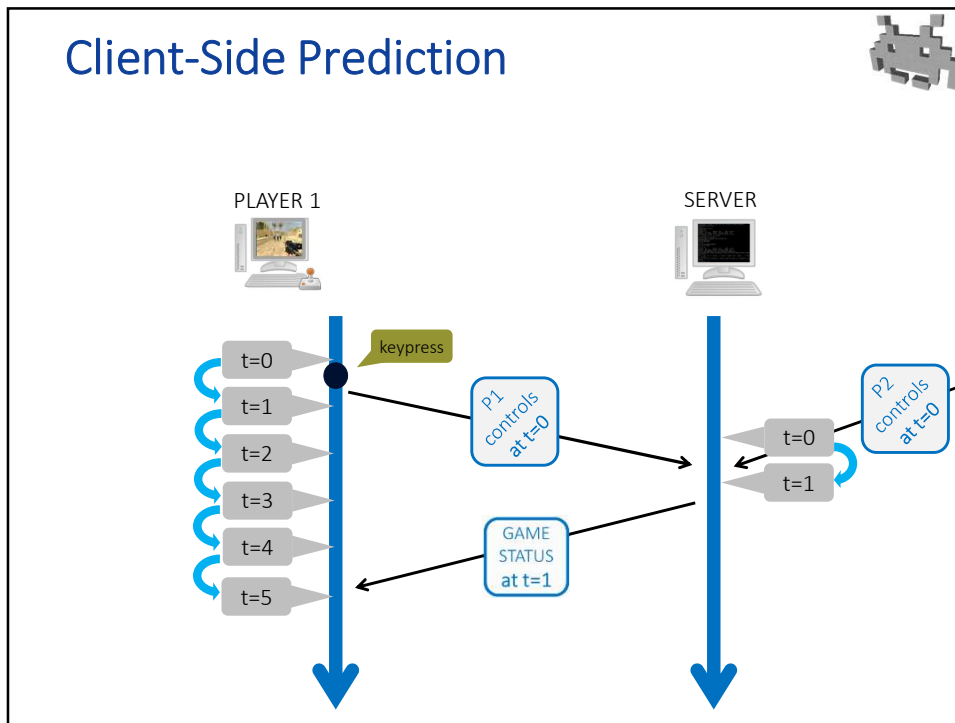 Client-Side Prediction
PLAYER 1
SERVER
keypress
t=0
t=1
t=2
t=3
t=4
t=5
P1
controls
at t=0
P2
controls
at t=0
t=0
t=1
GAME
STATUS
at t=1